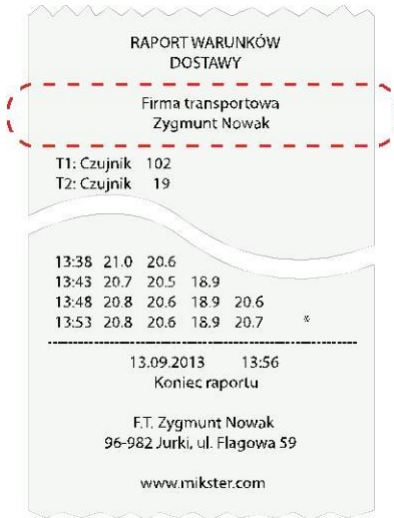 RAPORT WARUNKÓW
DOSTAWY
Firma transportowa
Zygmunt Nowak
T1: Czujnik 102
T2: Czujnik 19
13:38 21.0 20.6
13:43 20.7 20.5 18.9
13:48 20.8 20.6 18.9 20.6
13:53 20.8 20.6 18.9 20.7 *
13.09.2013 13:56
Koniec raportu
F.T. Zygmunt Nowak
96-982 Jurki, ul. Flagowa 59
www.mikster.com